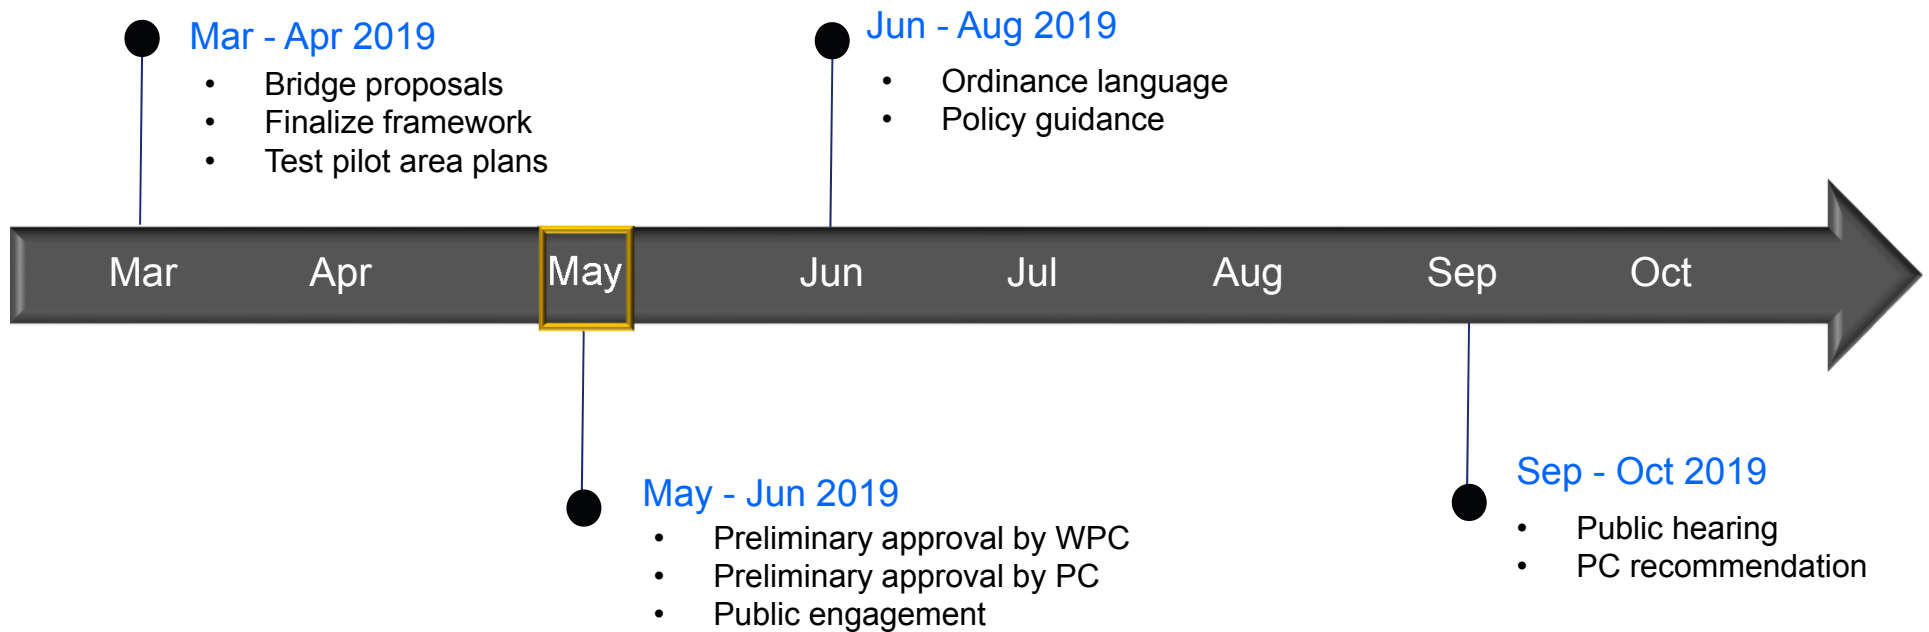 Mar - Apr 2019
• Bridge proposals
• Finalize framework
• Test pilot area plans
Jun - Aug 2019
• Ordinance language
• Policy guidance
Mar Apr May Jun Jul Aug Sep Oct
May - Jun 2019
• Preliminary approval by WPC
• Preliminary approval by PC
• Public engagement
Sep - Oct 2019
• Public hearing
• PC recommendation